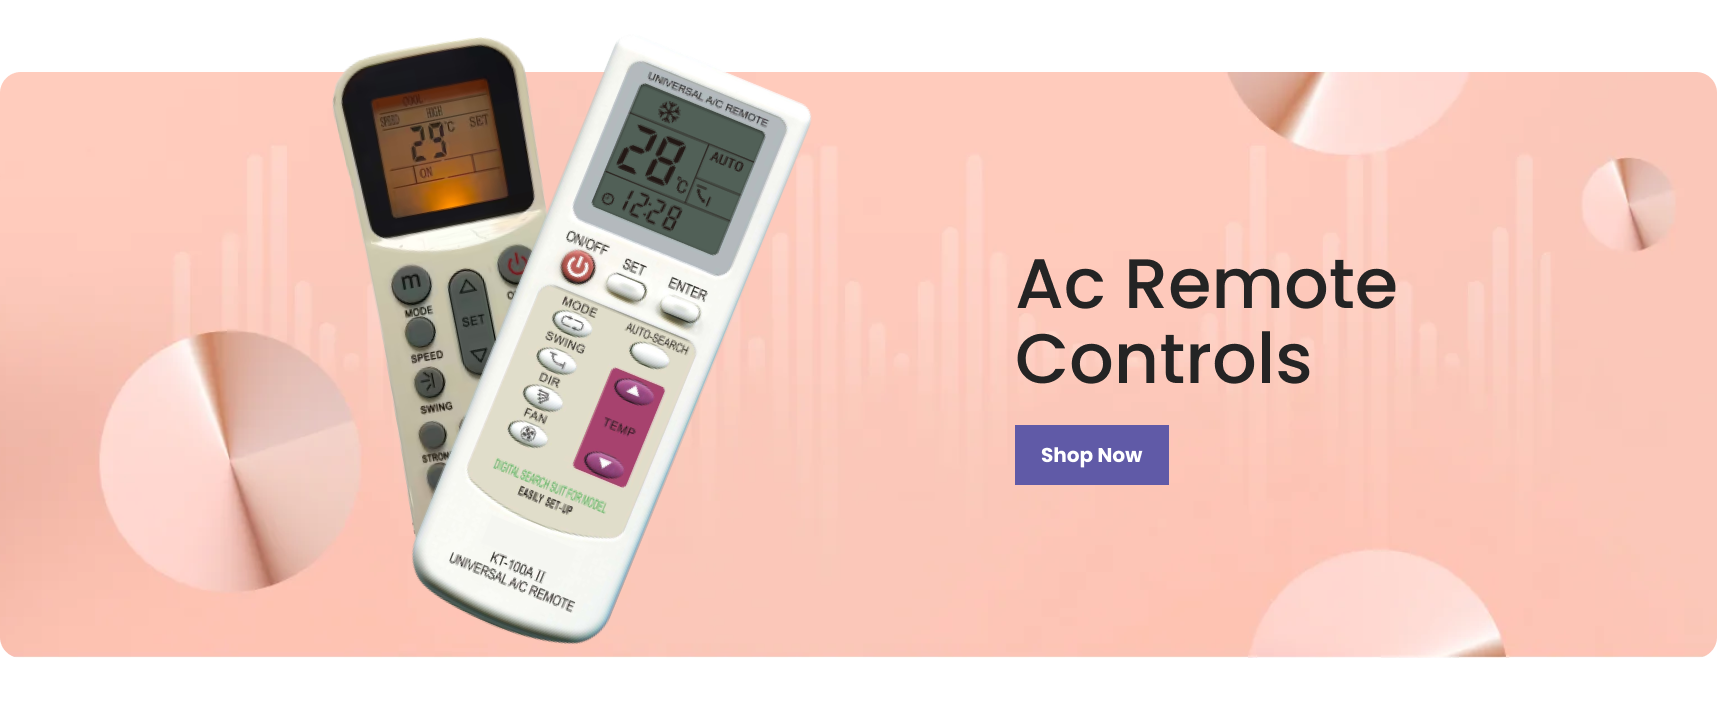 COOL
SPEED
HIGH
29°C
SET
ON
m
MODE
SET
SPEED
SWING
STRON
UNIVERSAL A/C REMOTE
28°C
AUTO
12:28
ON/OFF
SET
ENTER
MODE
AUTO-SEARCH
SWING
DIR
FAN
TEMP
DIGITAL SEARCH SUIT FOR MODEL
EASILY SET-UP
KT-100A II
UNIVERSAL A/C REMOTE
Ac Remote
Controls
Shop Now